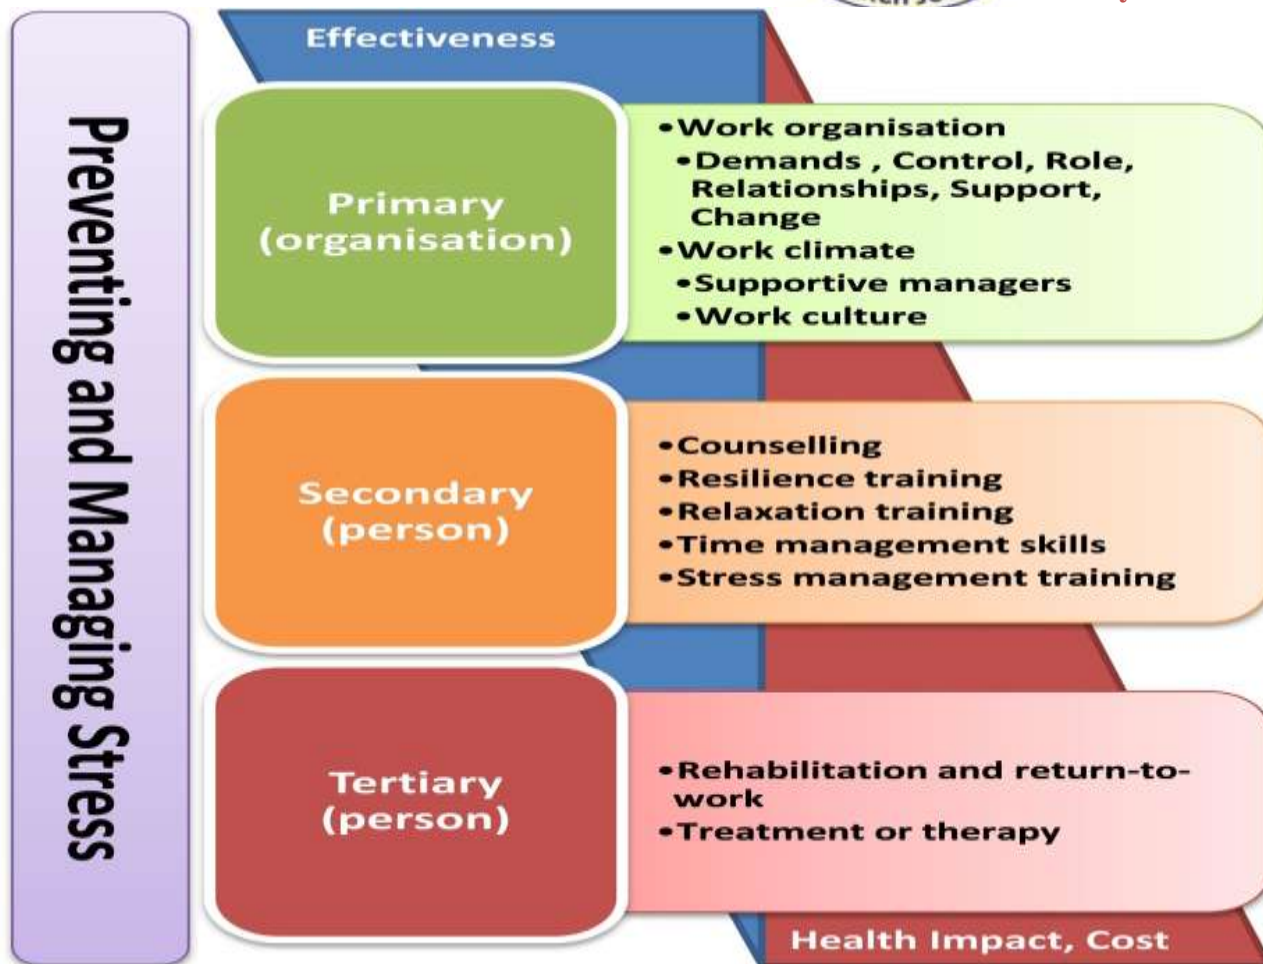 Preventing and Managing Stress
Effectiveness
Primary
(organisation)
•Work organisation
•Demands , Control, Role,
Relationships, Support,
Change
•Work climate
•Supportive managers
•Work culture
Secondary
(person)
•Counselling
•Resilience training
•Relaxation training
•Time management skills
•Stress management training
Tertiary
(person)
•Rehabilitation and return-to-
work
•Treatment or therapy
Health Impact, Cost